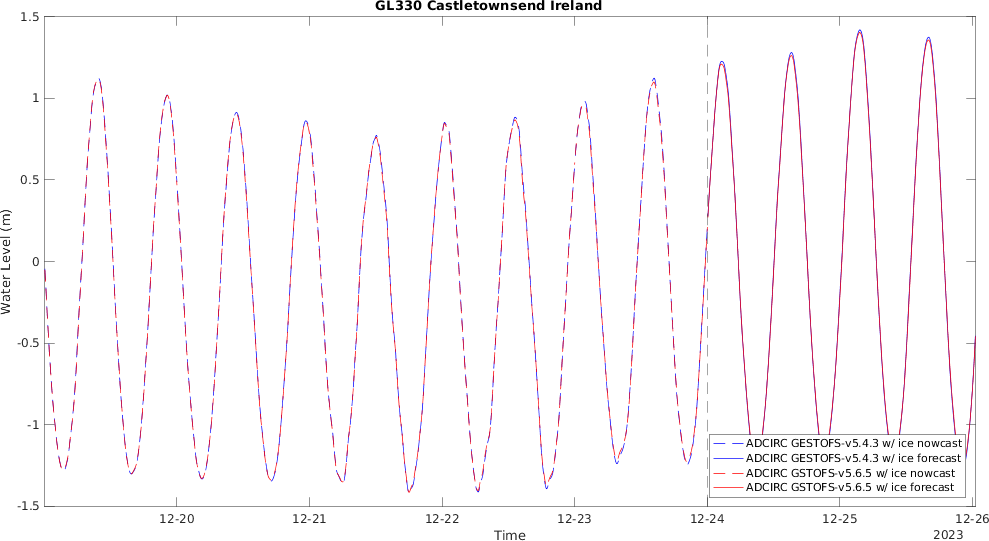 GL330 Castletownsend Ireland
1.5
1
0.5
0
-0.5
-1
-1.5
Water Level (m)
12-20
12-21
12-22
12-23
12-24
12-25
12-26
Time
2023
ADCIRC GESTOFS-v5.4.3 w/ ice nowcast
ADCIRC GESTOFS-v5.4.3 w/ ice forecast
ADCIRC GSTOFS-v5.6.5 w/ ice nowcast
ADCIRC GSTOFS-v5.6.5 w/ ice forecast